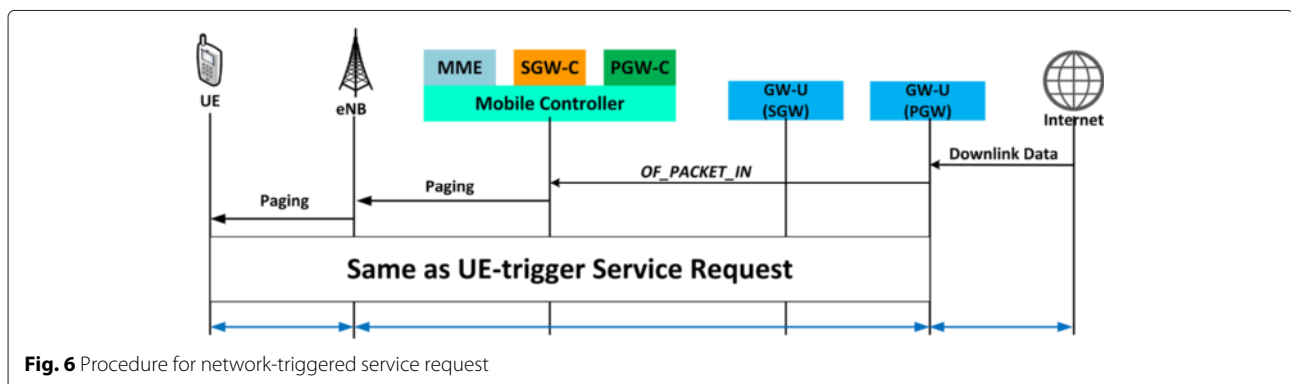 UE
eNB
MME
SGW-C
PGW-C
Mobile Controller
GW-U
(SGW)
GW-U
(PGW)
Internet
Downlink Data
OF_PACKET_IN
Paging
Paging
Same as UE-trigger Service Request
Fig. 6 Procedure for network-triggered service request